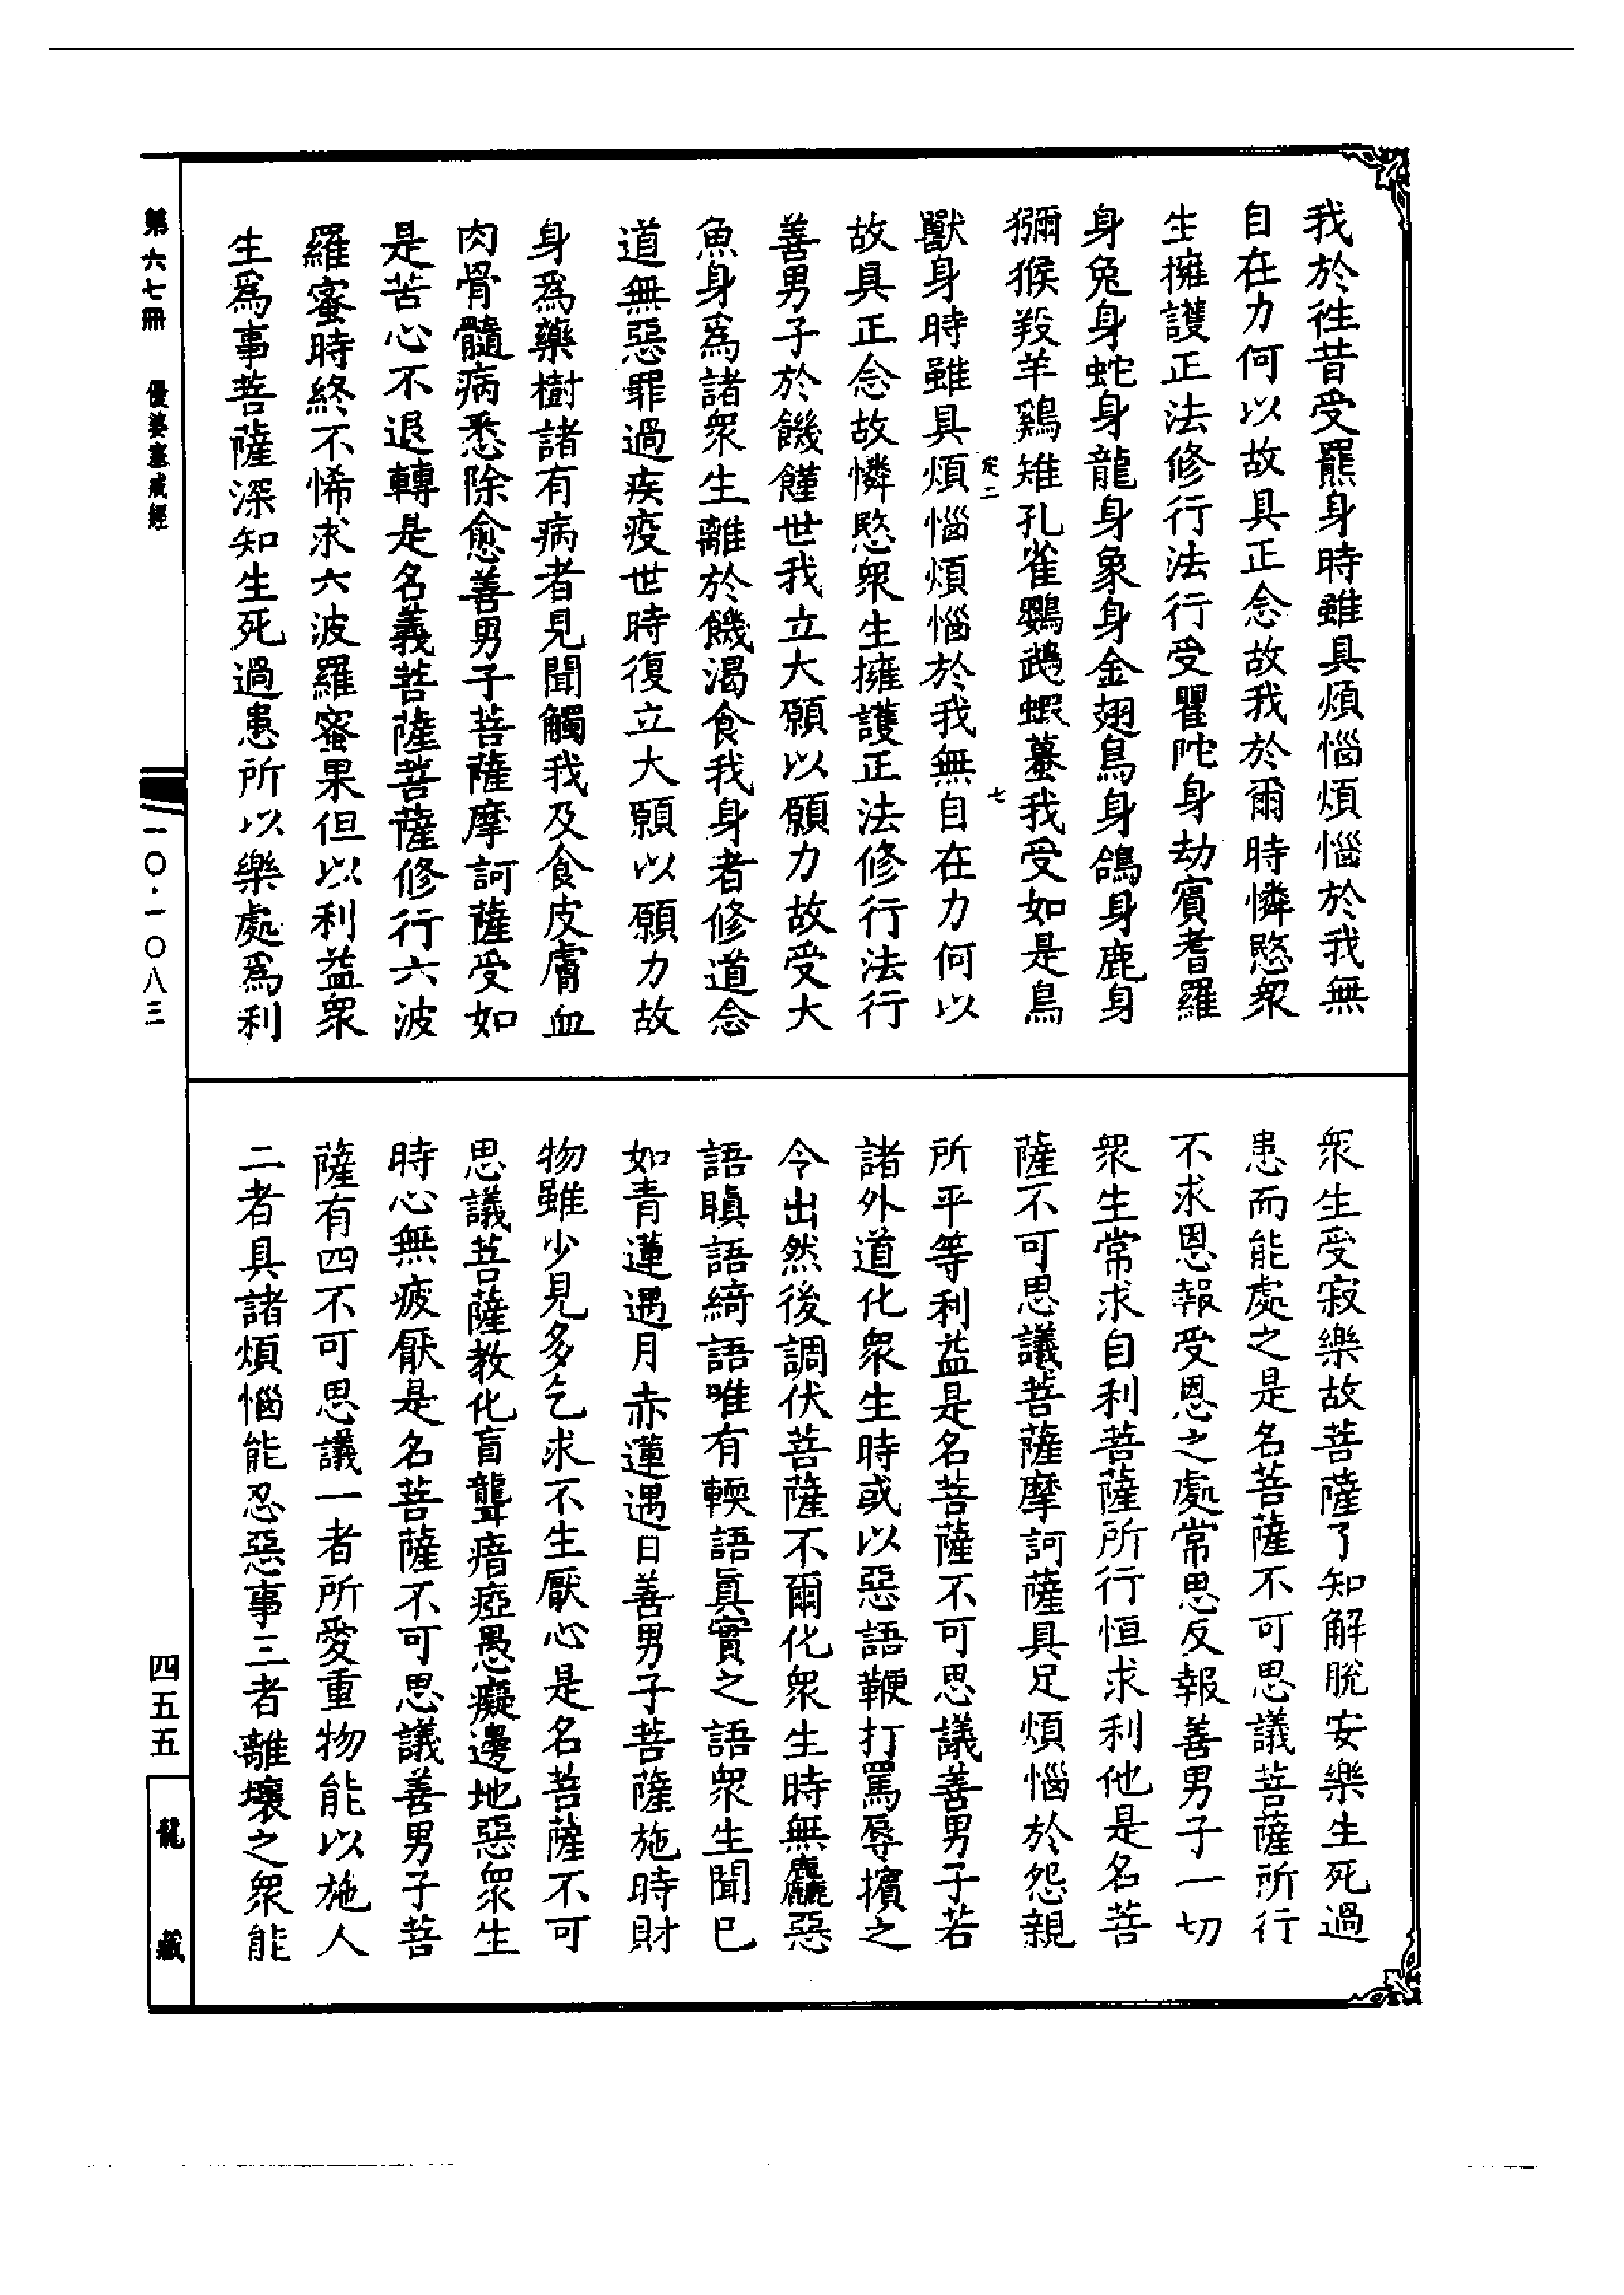 我於往昔受羆身時雖具煩惱煩惱於我無
自在力何以故具正念故我於爾時憐愍衆
生擁護正法修行法行受瞿陀身劫賓耆羅
身兔身蛇身龍身象身金翅鳥身鴿身鹿身
獼猴羖羊鷄雉孔雀鸚鵡蝦蟇我受如是鳥
定二
七
獸身時雖具煩惱煩惱於我無自在力何以
故具正念故憐愍衆生擁護正法修行法行
善男子於饑饉世我立大願以願力故受大
魚身爲諸衆生離於饑渴食我身者修道念
道無惡罪過疾疫世時復立大願以願力故
身爲藥樹諸有病者見聞觸我及食皮膚血
肉骨髓病悉除愈善男子菩薩摩訶薩受如
是苦心不退轉是名義菩薩菩薩修行六波
羅蜜時終不悕求六波羅蜜果但以利益衆
生爲事菩薩深知生死過患所以樂處爲利
衆生受寂樂故菩薩了知解脫安樂生死過
患而能處之是名菩薩不可思議菩薩所行
不求恩報受恩之處常思反報善男子一切
衆生常求自利菩薩所行恒求利他是名菩
薩不可思議菩薩摩訶薩具足煩惱於怨親
所平等利益是名菩薩不可思議善男子若
諸外道化衆生時或以惡語鞭打罵辱擯之
令出然後調伏菩薩不爾化衆生時無麤惡
語瞋語綺語唯有輭語眞實之語衆生聞已
如青蓮遇月赤蓮遇日善男子菩薩施時財
物雖少見多乞求不生厭心是名菩薩不可
思議菩薩教化盲聾瘖瘂愚癡邊地惡衆生
時心無疲厭是名菩薩不可思議善男子菩
薩有四不可思議一者所愛重物能以施人
二者具諸煩惱能忍惡事三者離壞之衆能
第六七冊 優婆塞戒經
一〇·一〇八三
四五五
龍藏